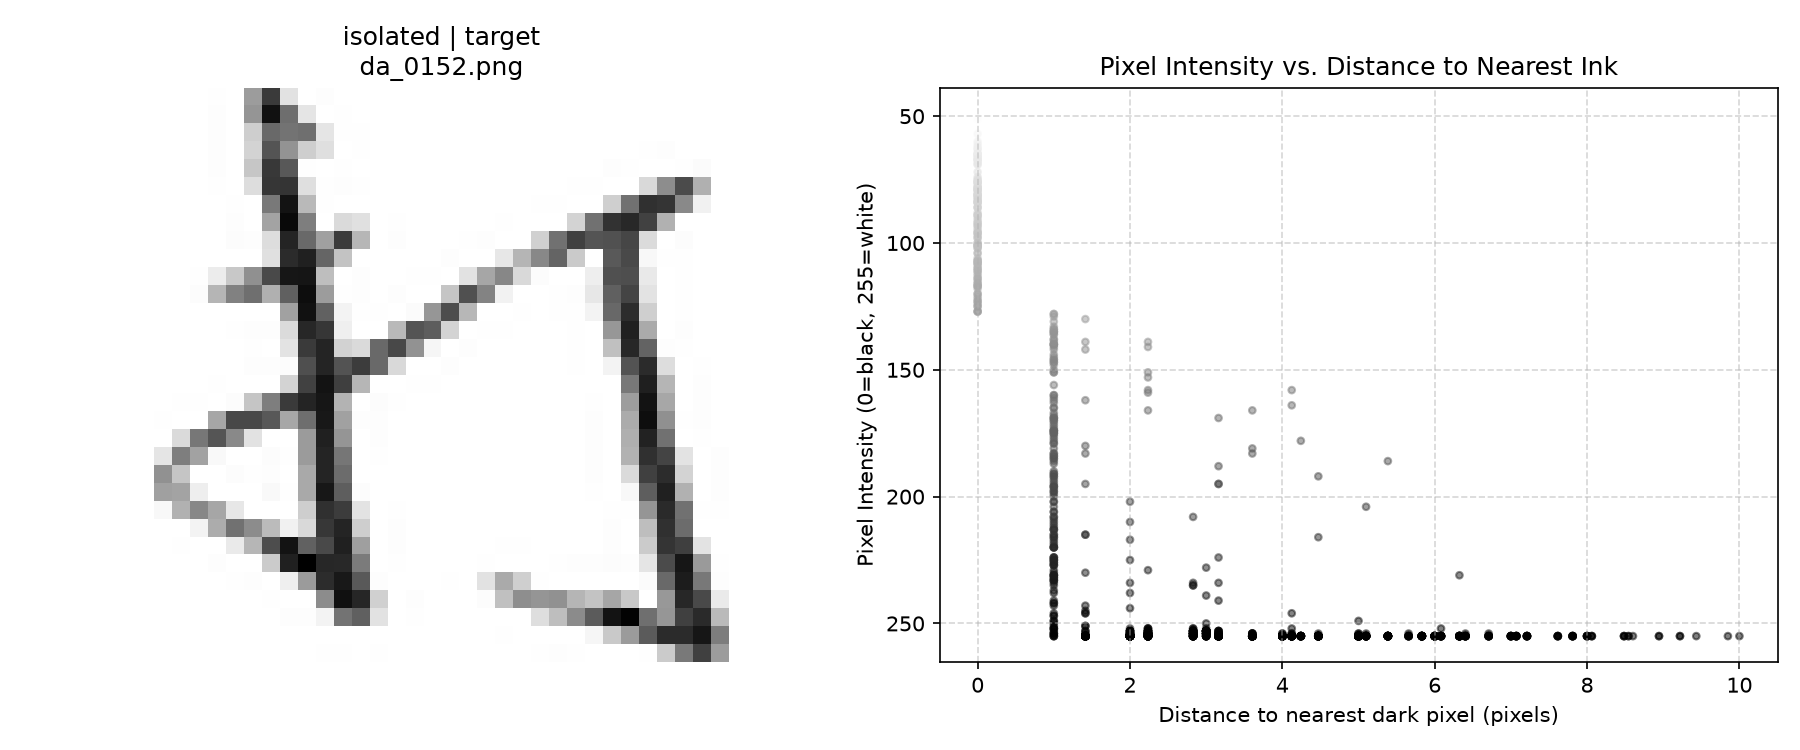 isolated | target
da_0152.png
Pixel Intensity vs. Distance to Nearest Ink
Pixel Intensity (0=black, 255=white)
50
100
150
200
250
0 2 4 6 8 10
Distance to nearest dark pixel (pixels)